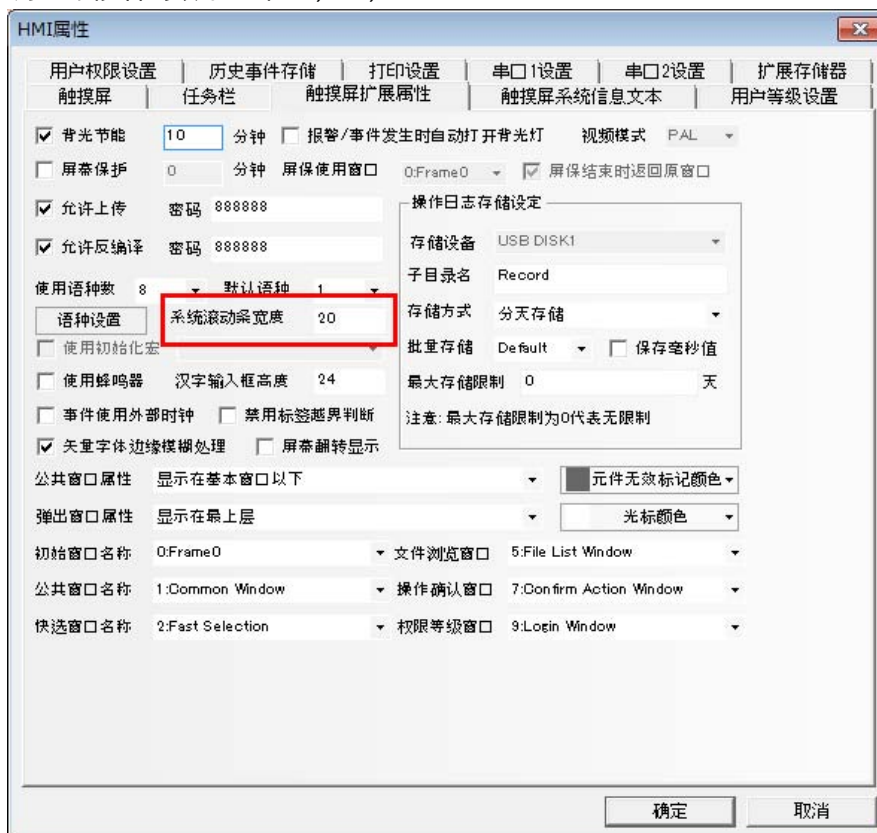 HMI属性
用户权限设置 历史事件存储 打印设置 串口1设置 串口2设置 扩展存储器
触摸屏 任务栏 触摸屏扩展属性 触摸屏系统信息文本 用户等级设置
背光节能 10 分钟 报警/事件发生时自动打开背光灯 视频模式 PAL
屏幕保护 0 分钟 屏保使用窗口 0:Frame0 屏保结束时返回原窗口
允许上传 密码 888888 操作日志存储设定
允许反编译 密码 888888 存储设备 USB DISK1
子目录名 Record
使用语种数 8 默认语种 1
语种设置 系统滚动条宽度 20 存储方式 分天存储
使用初始化宏 批量存储 Default 保存毫秒值
使用蜂鸣器 汉字输入框高度 24 最大存储限制 0 天
事件使用外部时钟 禁用标签越界判断 注意:最大存储限制为0代表无限制
矢量字体边缘模糊处理 屏幕翻转显示
公共窗口属性 显示在基本窗口以下 元件无效标记颜色
弹出窗口属性 显示在最上层 光标颜色
初始窗口名称 0:Frame0 文件浏览窗口 5:File List Window
公共窗口名称 1:Common Window 操作确认窗口 7:Confirm Action Window
快选窗口名称 2:Fast Selection 权限等级窗口 9:Login Window
确定 取消